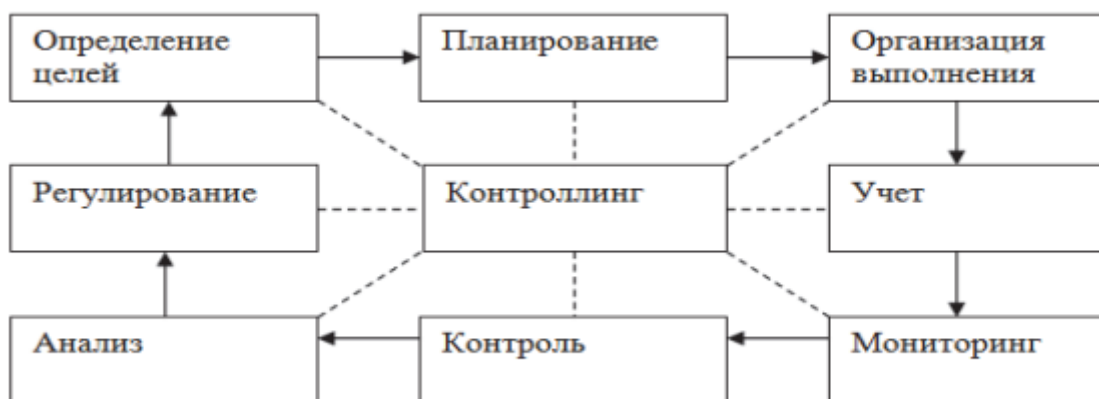 Определение
целей
Планирование
Организация
выполнения
Регулирование
Контроллинг
Учет
Анализ
Контроль
Мониторинг